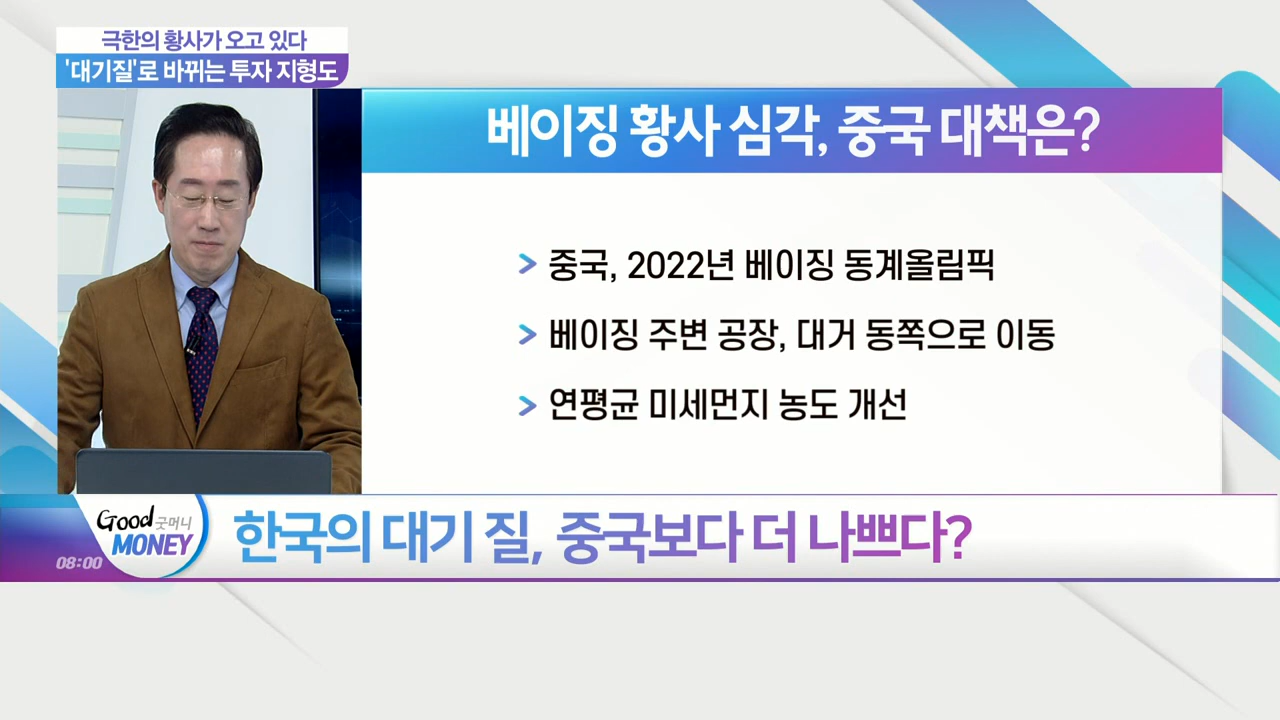 극한의 황사가 오고 있다
'대기질'로 바뀌는 투자 지형도
베이징 황사 심각, 중국 대책은?
중국, 2022년 베이징 동계올림픽
베이징 주변 공장, 대거 동쪽으로 이동
연평균 미세먼지 농도 개선
Good 굿머니
MONEY
08:00
한국의 대기 질, 중국보다 더 나쁘다?